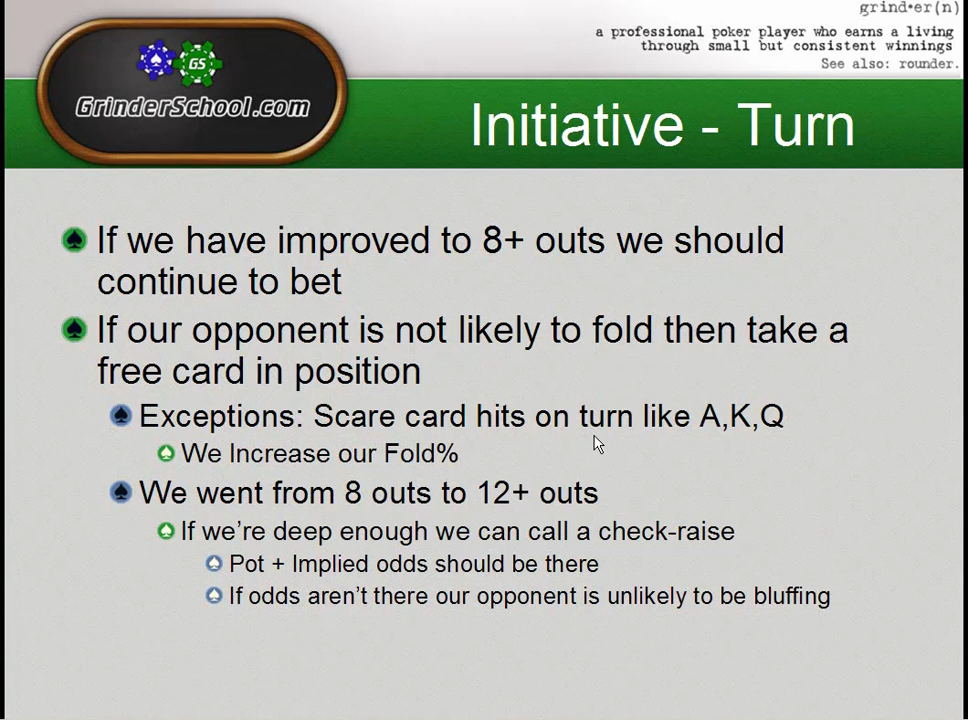 grind•er(n)
a professional poker player who earns a living
through small but consistent winnings
See also: rounder.
GS
GrinderSchool.com
Initiative - Turn
If we have improved to 8+ outs we should
continue to bet
If our opponent is not likely to fold then take a
free card in position
Exceptions: Scare card hits on turn like A,K,Q
We Increase our Fold%
We went from 8 outs to 12+ outs
If we’re deep enough we can call a check-raise
Pot + Implied odds should be there
If odds aren’t there our opponent is unlikely to be bluffing